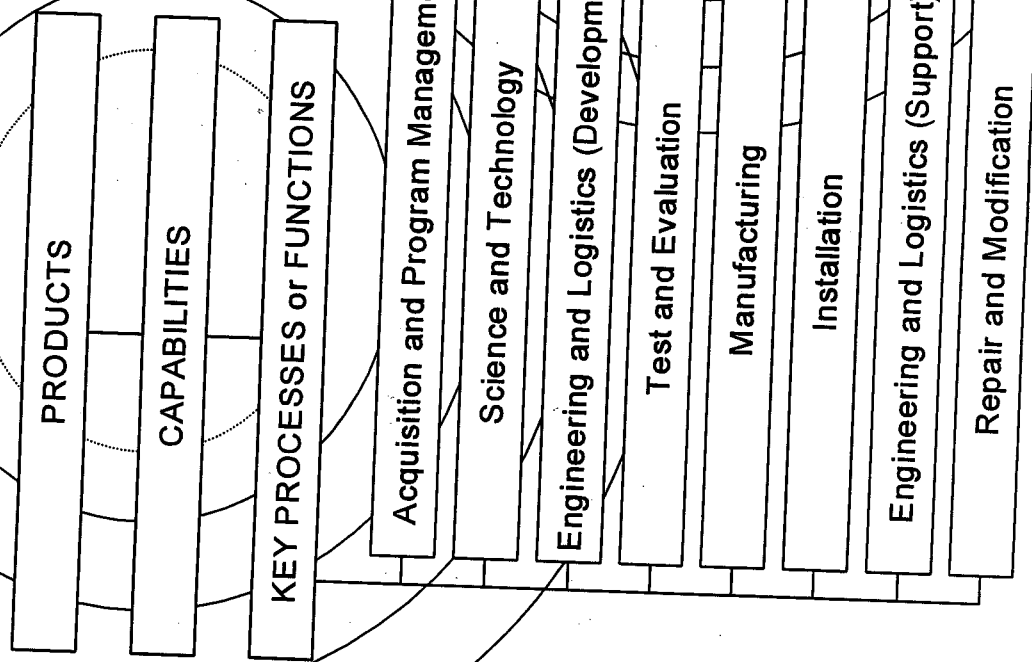 PRODUCTS
CAPABILITIES
KEY PROCESSES or FUNCTIONS
Acquisition and Program Manageme
Science and Technology
Engineering and Logistics (Developm
Test and Evaluation
Manufacturing
Installation
Engineering and Logistics (Support)
Repair and Modification